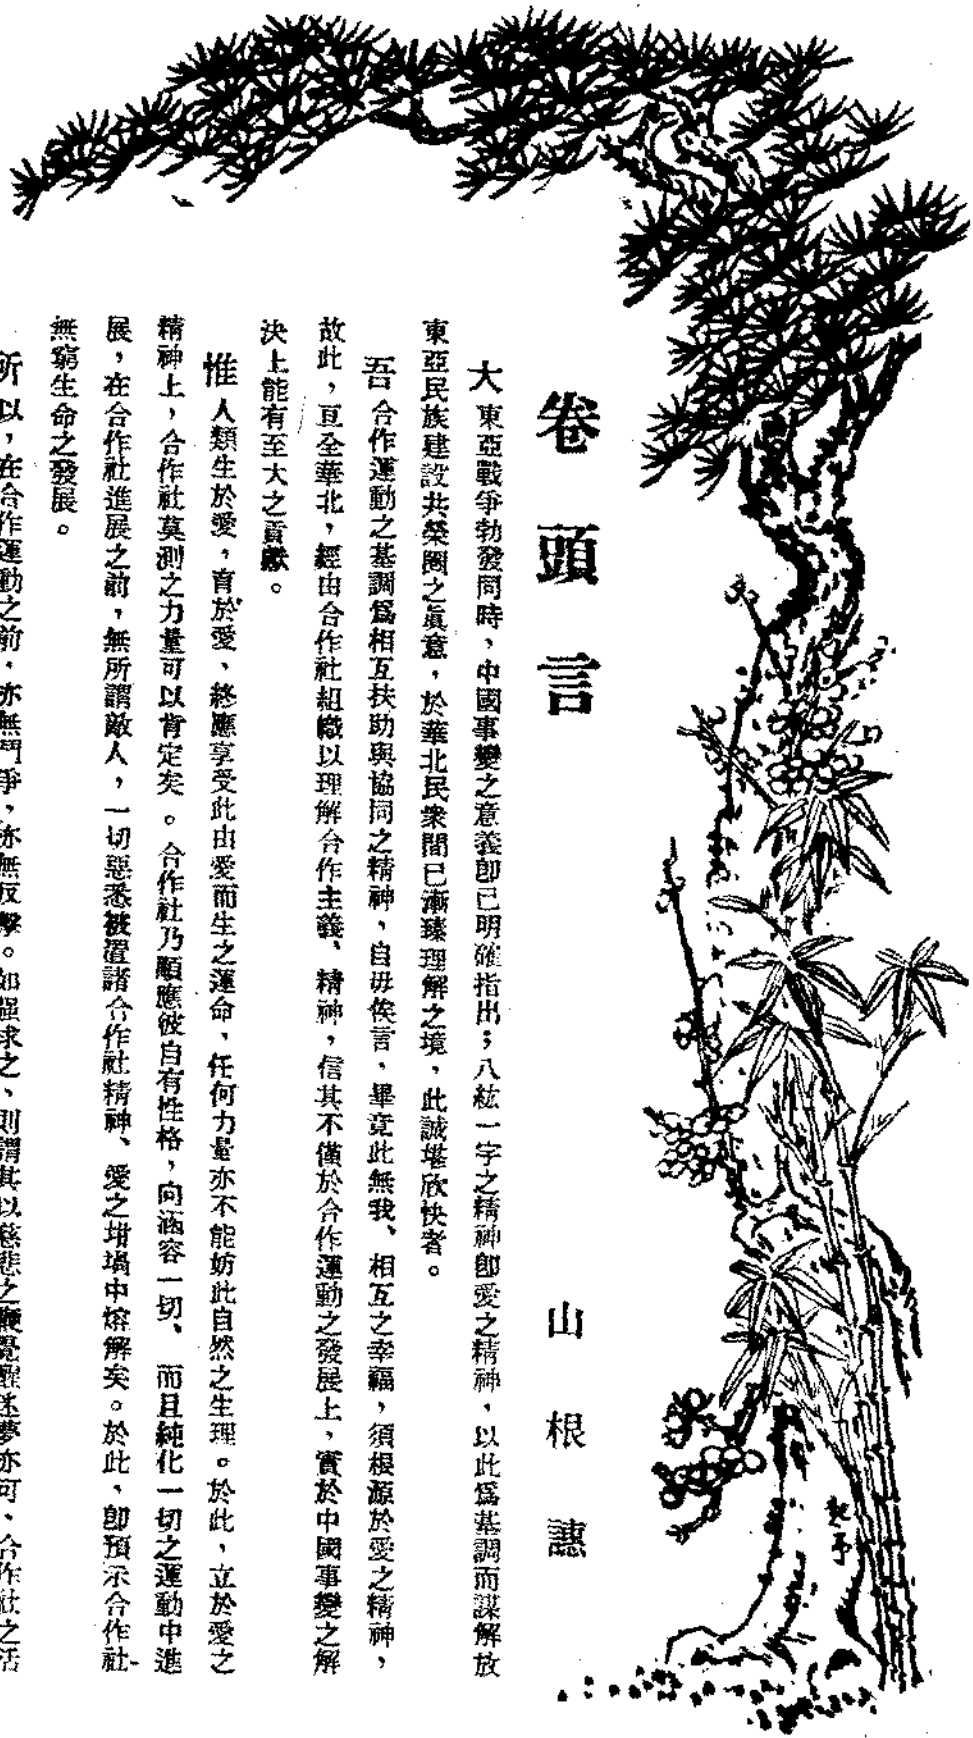 卷頭言
山根譓
大東亞戰爭勃發同時，中國事變之意義卽已明確指出；八紘一宇之精神卽愛之精神，以此爲基調而謀解放
東亞民族建設共榮圈之眞意，於華北民衆間已漸臻理解之境，此誠堪欣快者。
吾合作運動之基調爲相互扶助與協同之精神，自毋俟言，畢竟此無我、相互之幸福，須根源於愛之精神，
故此，亘全華北，經由合作社組織以理解合作主義、精神，信其不僅於合作運動之發展上，實於中國事變之解
決上能有至大之貢獻。
惟人類生於愛，育於愛、終應享受此由愛而生之運命，任何力量亦不能妨此自然之生理。於此，立於愛之
精神上，合作社莫測之力量可以肯定矣。合作社乃順應彼自有性格，向涵容一切、而且純化一切之運動中進
展，在合作社進展之前，無所謂敵人，一切惡悉被置諸合作社精神、愛之坩堝中熔解矣。於此，卽預示合作社
無窮生命之發展。
所以，在合作運動之前，亦無鬥爭，亦無反擊。如强求之、則謂其以慈悲之鞭覺醒迷夢亦可、合作社之活